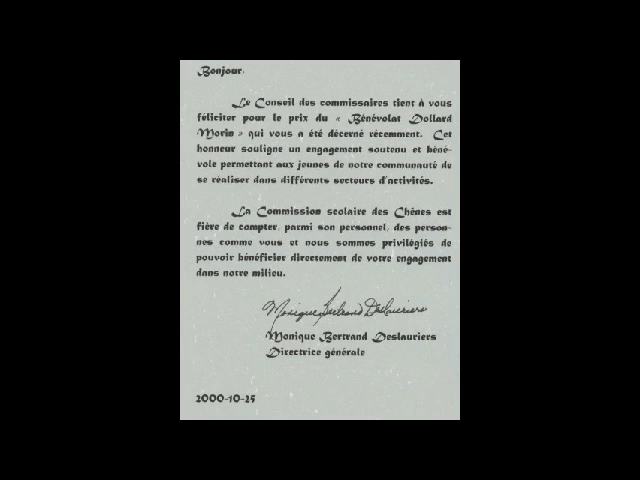 Bonjour,
Le Conseil des commissaires tient à vous
féliciter pour le prix du « Bénévolat Dollard
Morin » qui vous a été décerné récemment. Cet
honneur souligne un engagement soutenu et béné-
vole permettant aux jeunes de notre communauté de
se réaliser dans différents secteurs d'activités.
La Commission scolaire des Chênes est
fière de compter, parmi son personnel, des person-
nes comme vous et nous sommes privilégiés de
pouvoir bénéficier directement de votre engagement
dans notre milieu.
Monique Bertrand Deslauriers
Monique Bertrand Deslauriers
Directrice générale
2000-10-25